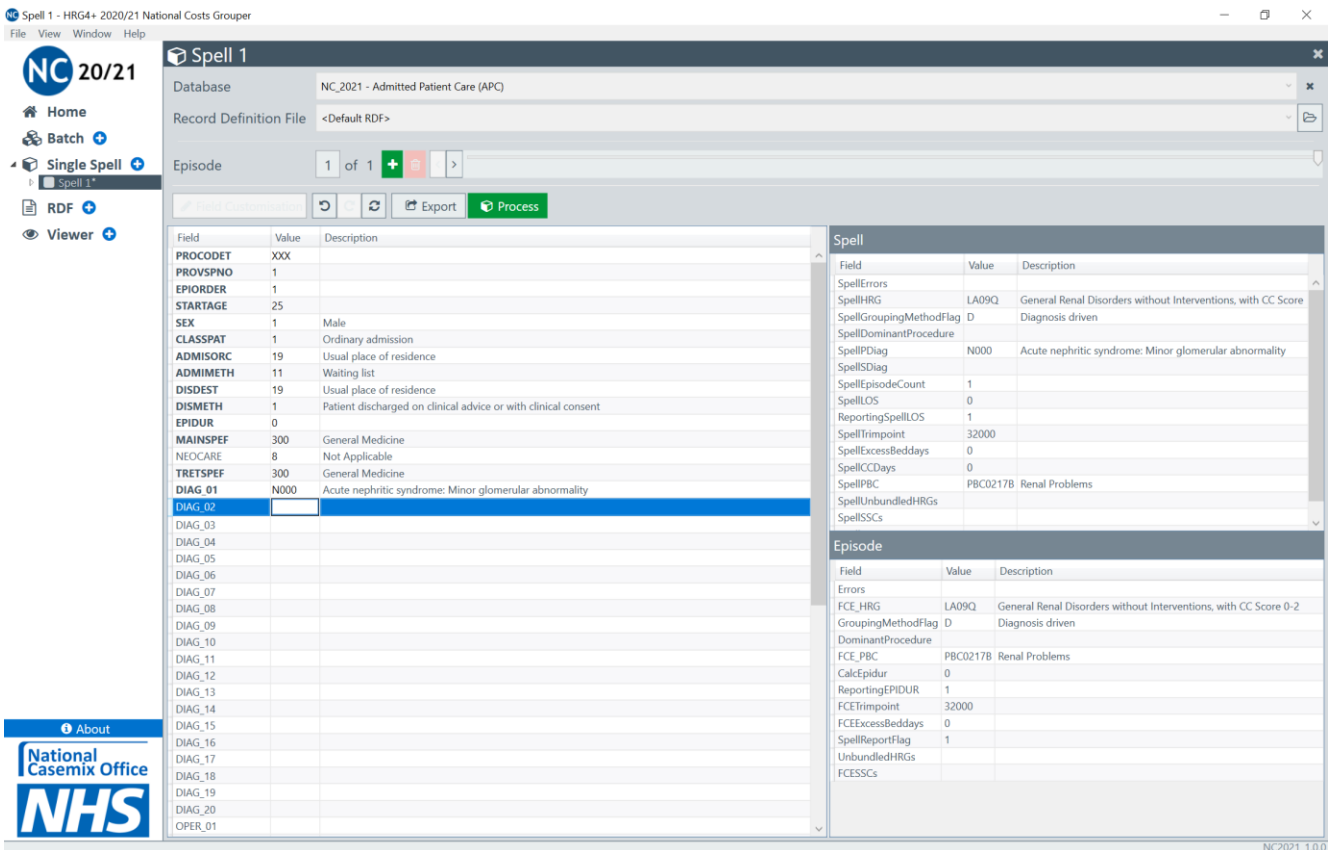 NC Spell 1 - HRG4+ 2020/21 National Costs Grouper
File View Window Help
NC 20/21
Home
Batch
Single Spell
Spell 1*
RDF
Viewer
About
National
Casemix Office
NHS
Spell 1
Database NC_2021 - Admitted Patient Care (APC)
Record Definition File <Default RDF>
Episode 1 of 1
Export Process
Field Value Description
PROCODET XXX
PROVSPNO 1
EPIORDER 1
STARTAGE 25
SEX 1 Male
CLASSPAT 1 Ordinary admission
ADMISORC 19 Usual place of residence
ADMIMETH 11 Waiting list
DISDEST 19 Usual place of residence
DISMETH 1 Patient discharged on clinical advice or with clinical consent
EPIDUR 0
MAINSPEF 300 General Medicine
NEOCARE 8 Not Applicable
TRETSPEF 300 General Medicine
DIAG_01 N000 Acute nephritic syndrome: Minor glomerular abnormality
DIAG_02
DIAG_03
DIAG_04
DIAG_05
DIAG_06
DIAG_07
DIAG_08
DIAG_09
DIAG_10
DIAG_11
DIAG_12
DIAG_13
DIAG_14
DIAG_15
DIAG_16
DIAG_17
DIAG_18
DIAG_19
DIAG_20
OPER_01
Spell
Field Value Description
SpellErrors
SpellHRG LA09Q General Renal Disorders without Interventions, with CC Score
SpellGroupingMethodFlag D Diagnosis driven
SpellDominantProcedure
SpellPDiag N000 Acute nephritic syndrome: Minor glomerular abnormality
SpellSDiag
SpellEpisodeCount 1
SpellLOS 0
ReportingSpellLOS 1
SpellTrimpoint 32000
SpellExcessBeddays 0
SpellCCDays 0
SpellPBC PBC0217B Renal Problems
SpellUnbundledHRGs
SpellSSCs
Episode
Field Value Description
Errors
FCE_HRG LA09Q General Renal Disorders without Interventions, with CC Score 0-2
GroupingMethodFlag D Diagnosis driven
DominantProcedure
FCE_PBC PBC0217B Renal Problems
CalcEpidur 0
ReportingEPIDUR 1
FCETrimpoint 32000
FCEExcessBeddays 0
SpellReportFlag 1
UnbundledHRGs
FCESSCs
NC2021 1.0.0